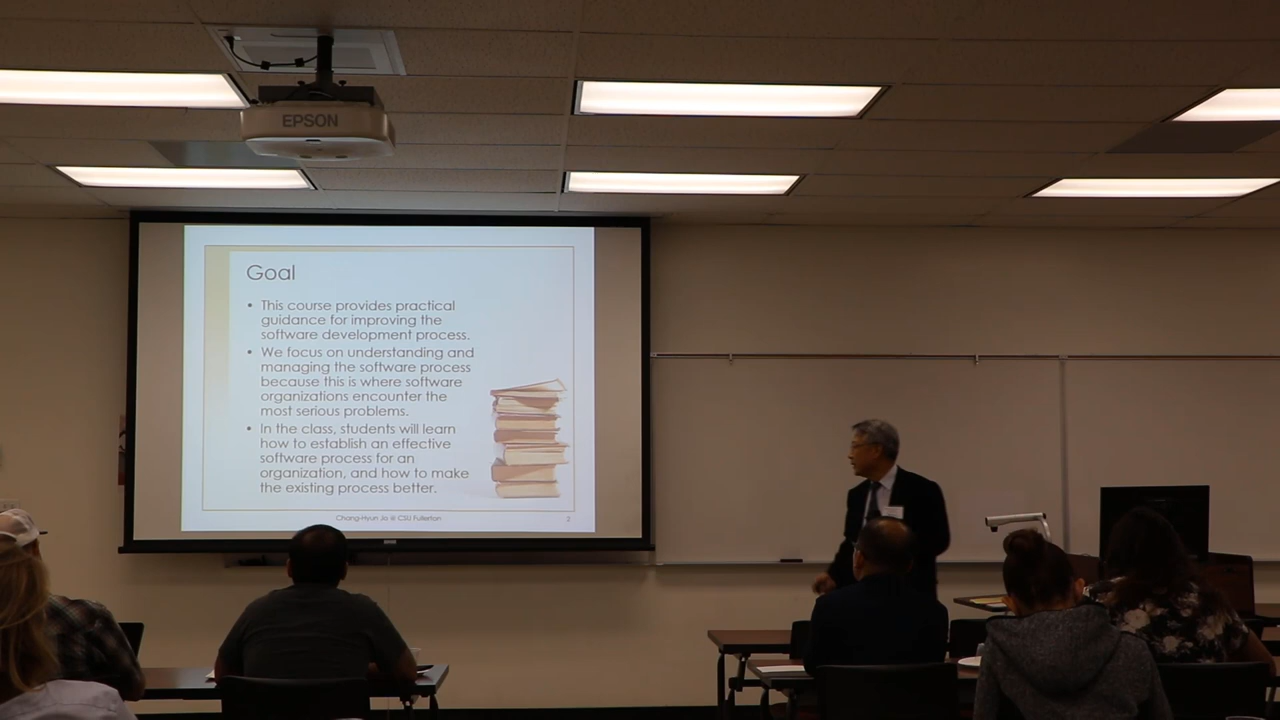 EPSON
Goal
• This course provides practical
guidance for improving the
software development process.
• We focus on understanding and
managing the software process
because this is where software
organizations encounter the
most serious problems.
• In the class, students will learn
how to establish an effective
software process for an
organization, and how to make
the existing process better.
Chang-Hyun Jo @ CSU Fullerton
2